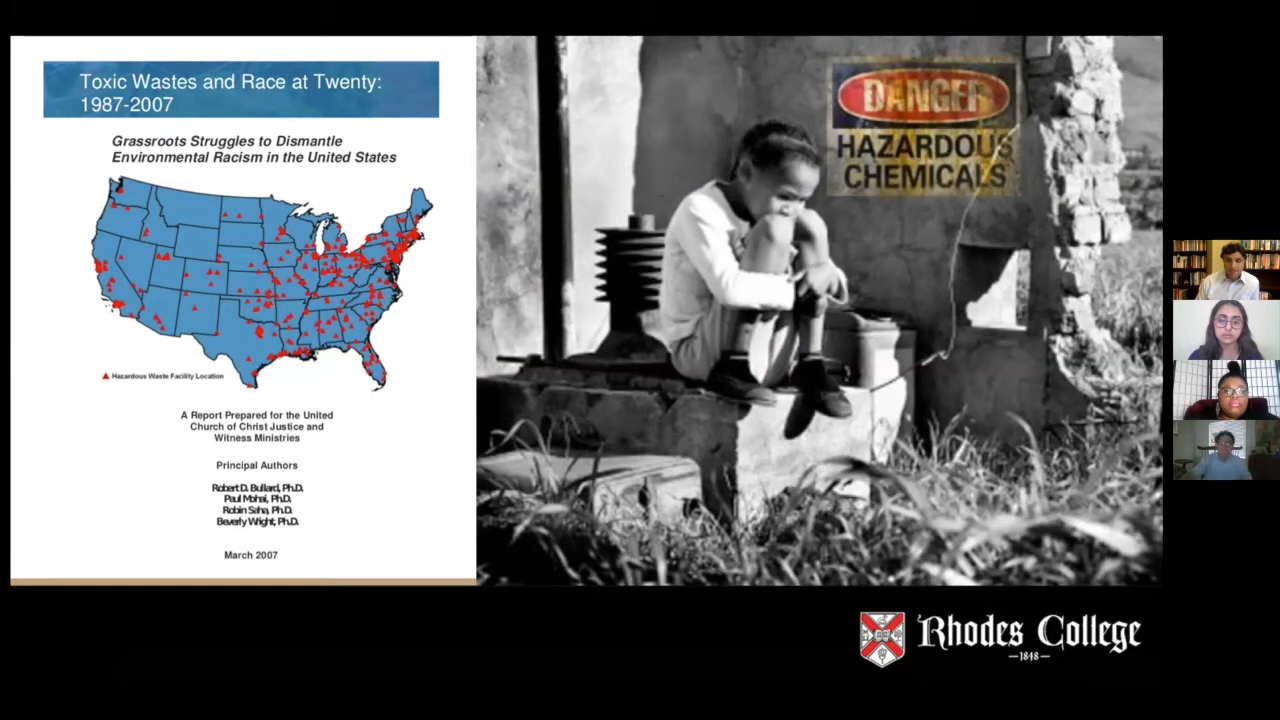 Toxic Wastes and Race at Twenty:
1987-2007
Grassroots Struggles to Dismantle
Environmental Racism in the United States
Hazardous Waste Facility Location
A Report Prepared for the United
Church of Christ Justice and
Witness Ministries
Principal Authors
Robert D. Bullard, Ph.D.
Paul Mohai, Ph.D.
Robin Saha, Ph.D.
Beverly Wright, Ph.D.
March 2007
DANGER
HAZARDOUS
CHEMICALS
Rhodes College
—1848—